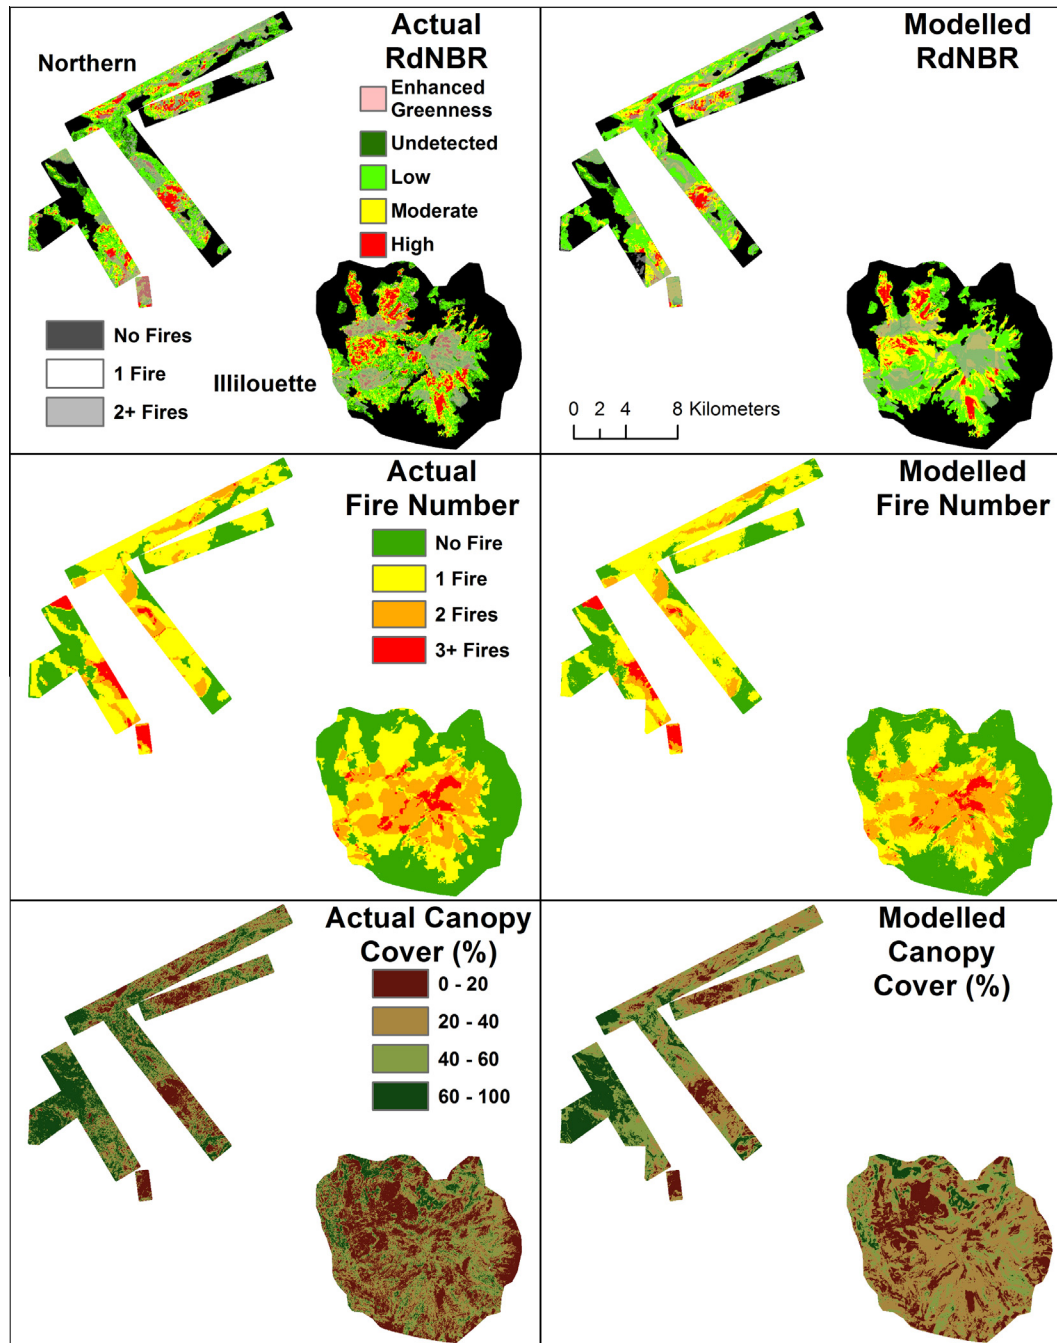 Actual
RdNBR
Northern
Enhanced
Greenness
Undetected
Low
Moderate
High
No Fires
1 Fire
2+ Fires
Illilouette
Modelled
RdNBR
0 2 4 8 Kilometers
Actual
Fire Number
No Fire
1 Fire
2 Fires
3+ Fires
Modelled
Fire Number
Actual Canopy
Cover (%)
0 - 20
20 - 40
40 - 60
60 - 100
Modelled
Canopy
Cover (%)